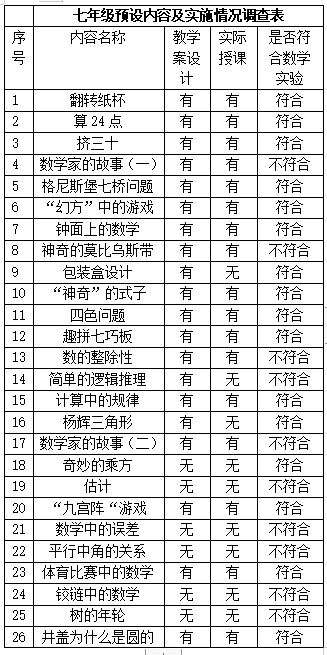 七年级预设内容及实施情况调查表
序号 内容名称 教学案设计 实际授课 是否符合数学实验
1 翻转纸杯 有 有 符合
2 算24点 有 有 符合
3 挤三十 有 有 符合
4 数学家的故事（一） 有 有 不符合
5 格尼斯堡七桥问题 有 有 符合
6 “幻方”中的游戏 有 有 符合
7 钟面上的数学 有 有 符合
8 神奇的莫比乌斯带 有 有 不符合
9 包装盒设计 有 无 符合
10 “神奇”的式子 有 有 符合
11 四色问题 有 有 符合
12 趣拼七巧板 有 有 符合
13 数的整除性 有 有 不符合
14 简单的逻辑推理 有 无 不符合
15 计算中的规律 有 有 符合
16 杨辉三角形 有 无 符合
17 数学家的故事（二） 有 有 不符合
18 奇妙的乘方 无 无 符合
19 估计 无 无 不符合
20 “九宫阵“游戏 有 有 符合
21 数学中的误差 无 无 不符合
22 平行中角的关系 无 无 不符合
23 体育比赛中的数学 有 有 符合
24 铰链中的数学 无 无 不符合
25 树的年轮 无 无 不符合
26 井盖为什么是圆的 有 有 符合